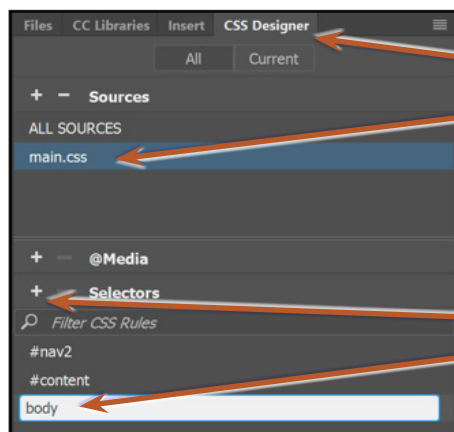 Files CC Libraries Insert CSS Designer
All Current
+ − Sources
ALL SOURCES
main.css
+ − @Media
+ − Selectors
Filter CSS Rules
#nav2
#content
body